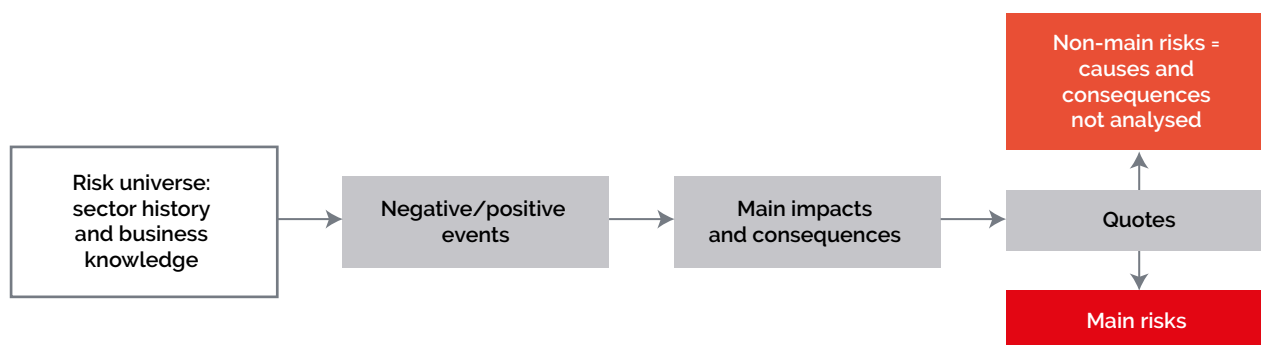 Risk universe:
sector history
and business
knowledge
Negative/positive
events
Main impacts
and consequences
Quotes
Non-main risks =
causes and
consequences
not analysed
Main risks